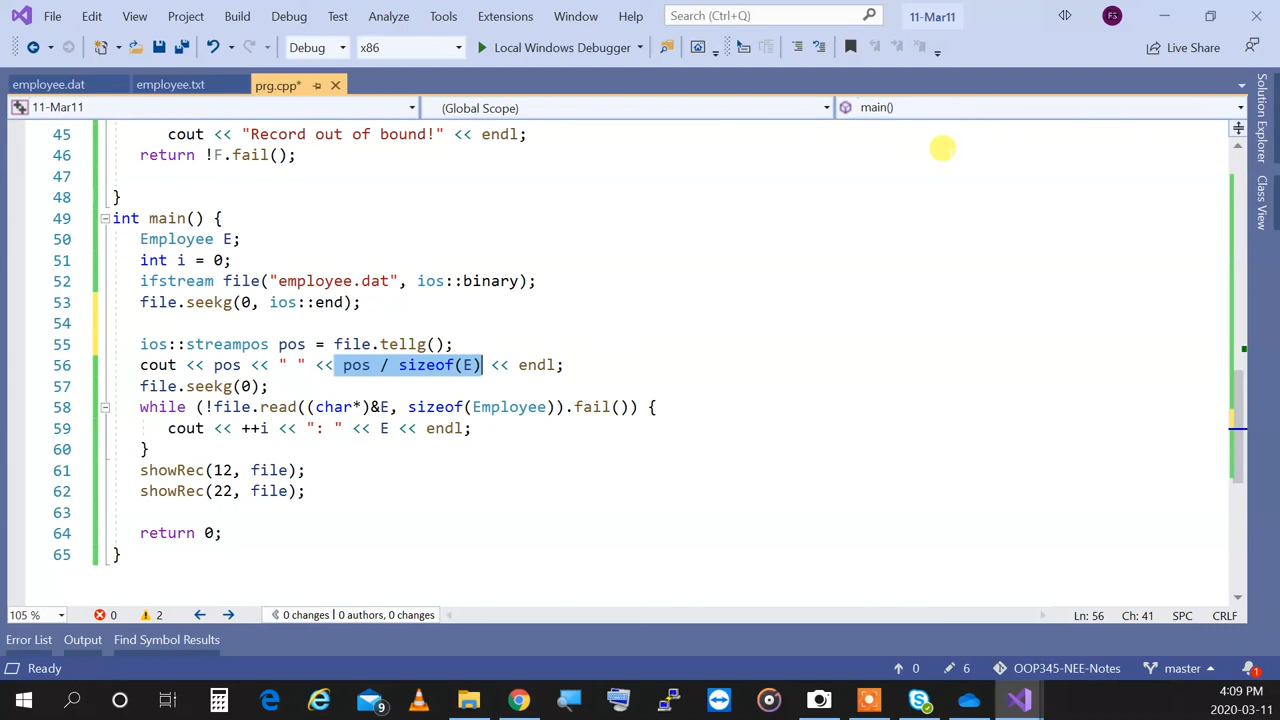 File Edit View Project Build Debug Test Analyze Tools Extensions Window Help Search (Ctrl+Q) 11-Mar11 FS
Debug x86 Local Windows Debugger Live Share
employee.dat employee.txt prg.cpp*
11-Mar11 (Global Scope) main()
45 cout << "Record out of bound!" << endl;
46 return !F.fail();
47
48 }
49 int main() {
50 Employee E;
51 int i = 0;
52 ifstream file("employee.dat", ios::binary);
53 file.seekg(0, ios::end);
54
55 ios::streampos pos = file.tellg();
56 cout << pos << " " << pos / sizeof(E) << endl;
57 file.seekg(0);
58 while (!file.read((char*)&E, sizeof(Employee)).fail()) {
59 cout << ++i << ": " << E << endl;
60 }
61 showRec(12, file);
62 showRec(22, file);
63
64 return 0;
65 }
Solution Explorer
Class View
105 % 0 2 0 changes | 0 authors, 0 changes Ln: 56 Ch: 41 SPC CRLF
Error List Output Find Symbol Results
Ready 0 6 OOP345-NEE-Notes master 1
9 4:09 PM
2020-03-11